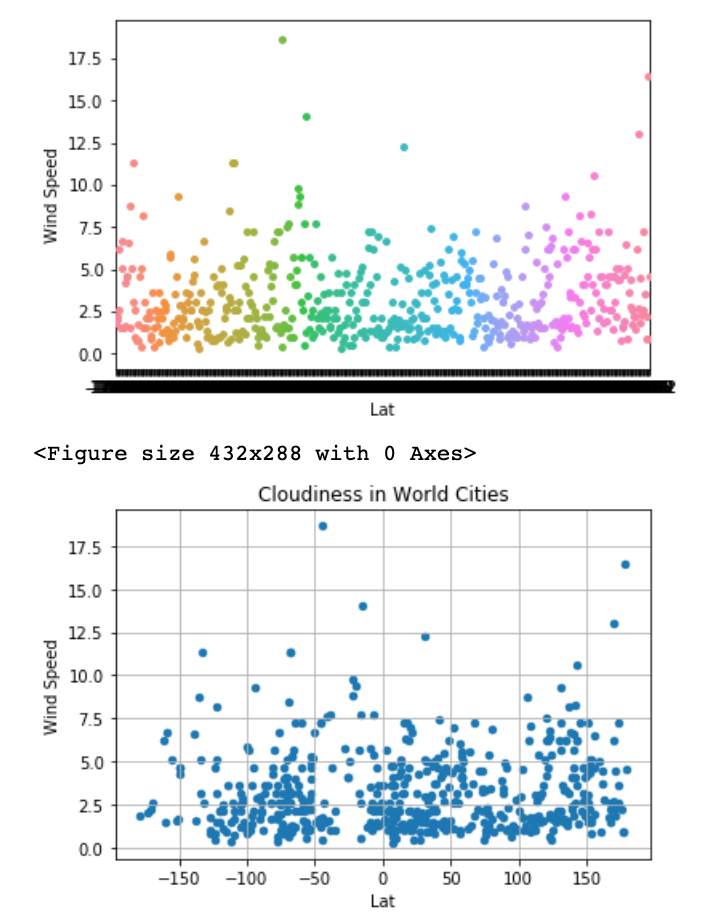 17.5
15.0
12.5
10.0
7.5
5.0
2.5
0.0
Wind Speed
Lat
<Figure size 432x288 with 0 Axes>
Cloudiness in World Cities
17.5
15.0
12.5
10.0
7.5
5.0
2.5
0.0
Wind Speed
−150 −100 −50 0 50 100 150
Lat